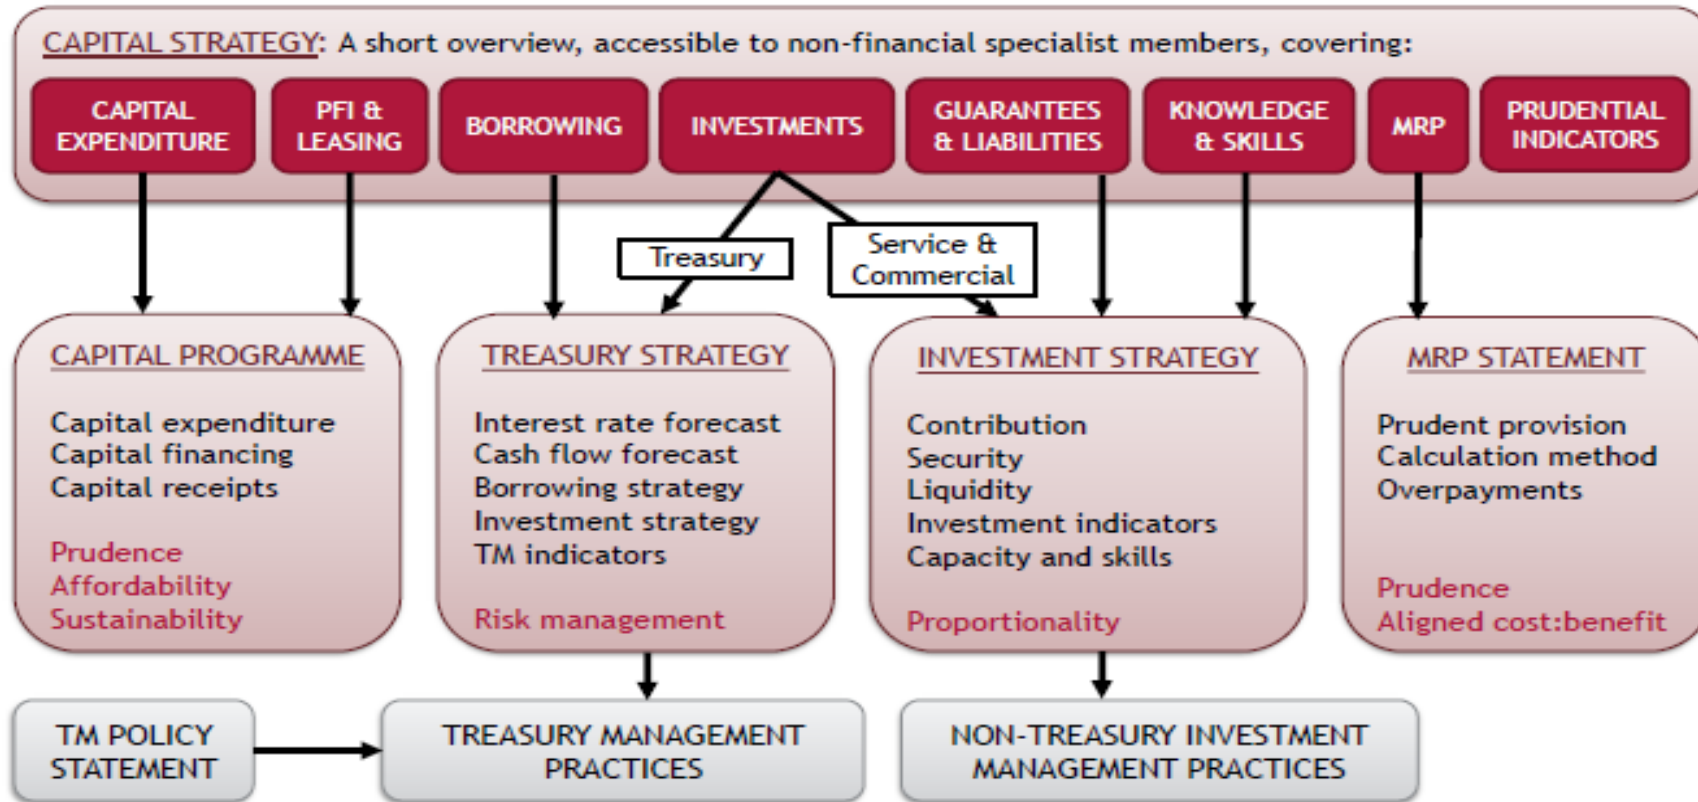 CAPITAL STRATEGY: A short overview, accessible to non-financial specialist members, covering:
CAPITAL
EXPENDITURE
PFI &
LEASING
BORROWING
INVESTMENTS
GUARANTEES
& LIABILITIES
KNOWLEDGE
& SKILLS
MRP
PRUDENTIAL
INDICATORS
Treasury
Service &
Commercial
CAPITAL PROGRAMME
Capital expenditure
Capital financing
Capital receipts
Prudence
Affordability
Sustainability
TREASURY STRATEGY
Interest rate forecast
Cash flow forecast
Borrowing strategy
Investment strategy
TM indicators
Risk management
INVESTMENT STRATEGY
Contribution
Security
Liquidity
Investment indicators
Capacity and skills
Proportionality
MRP STATEMENT
Prudent provision
Calculation method
Overpayments
Prudence
Aligned cost:benefit
TM POLICY
STATEMENT
TREASURY MANAGEMENT
PRACTICES
NON-TREASURY INVESTMENT
MANAGEMENT PRACTICES